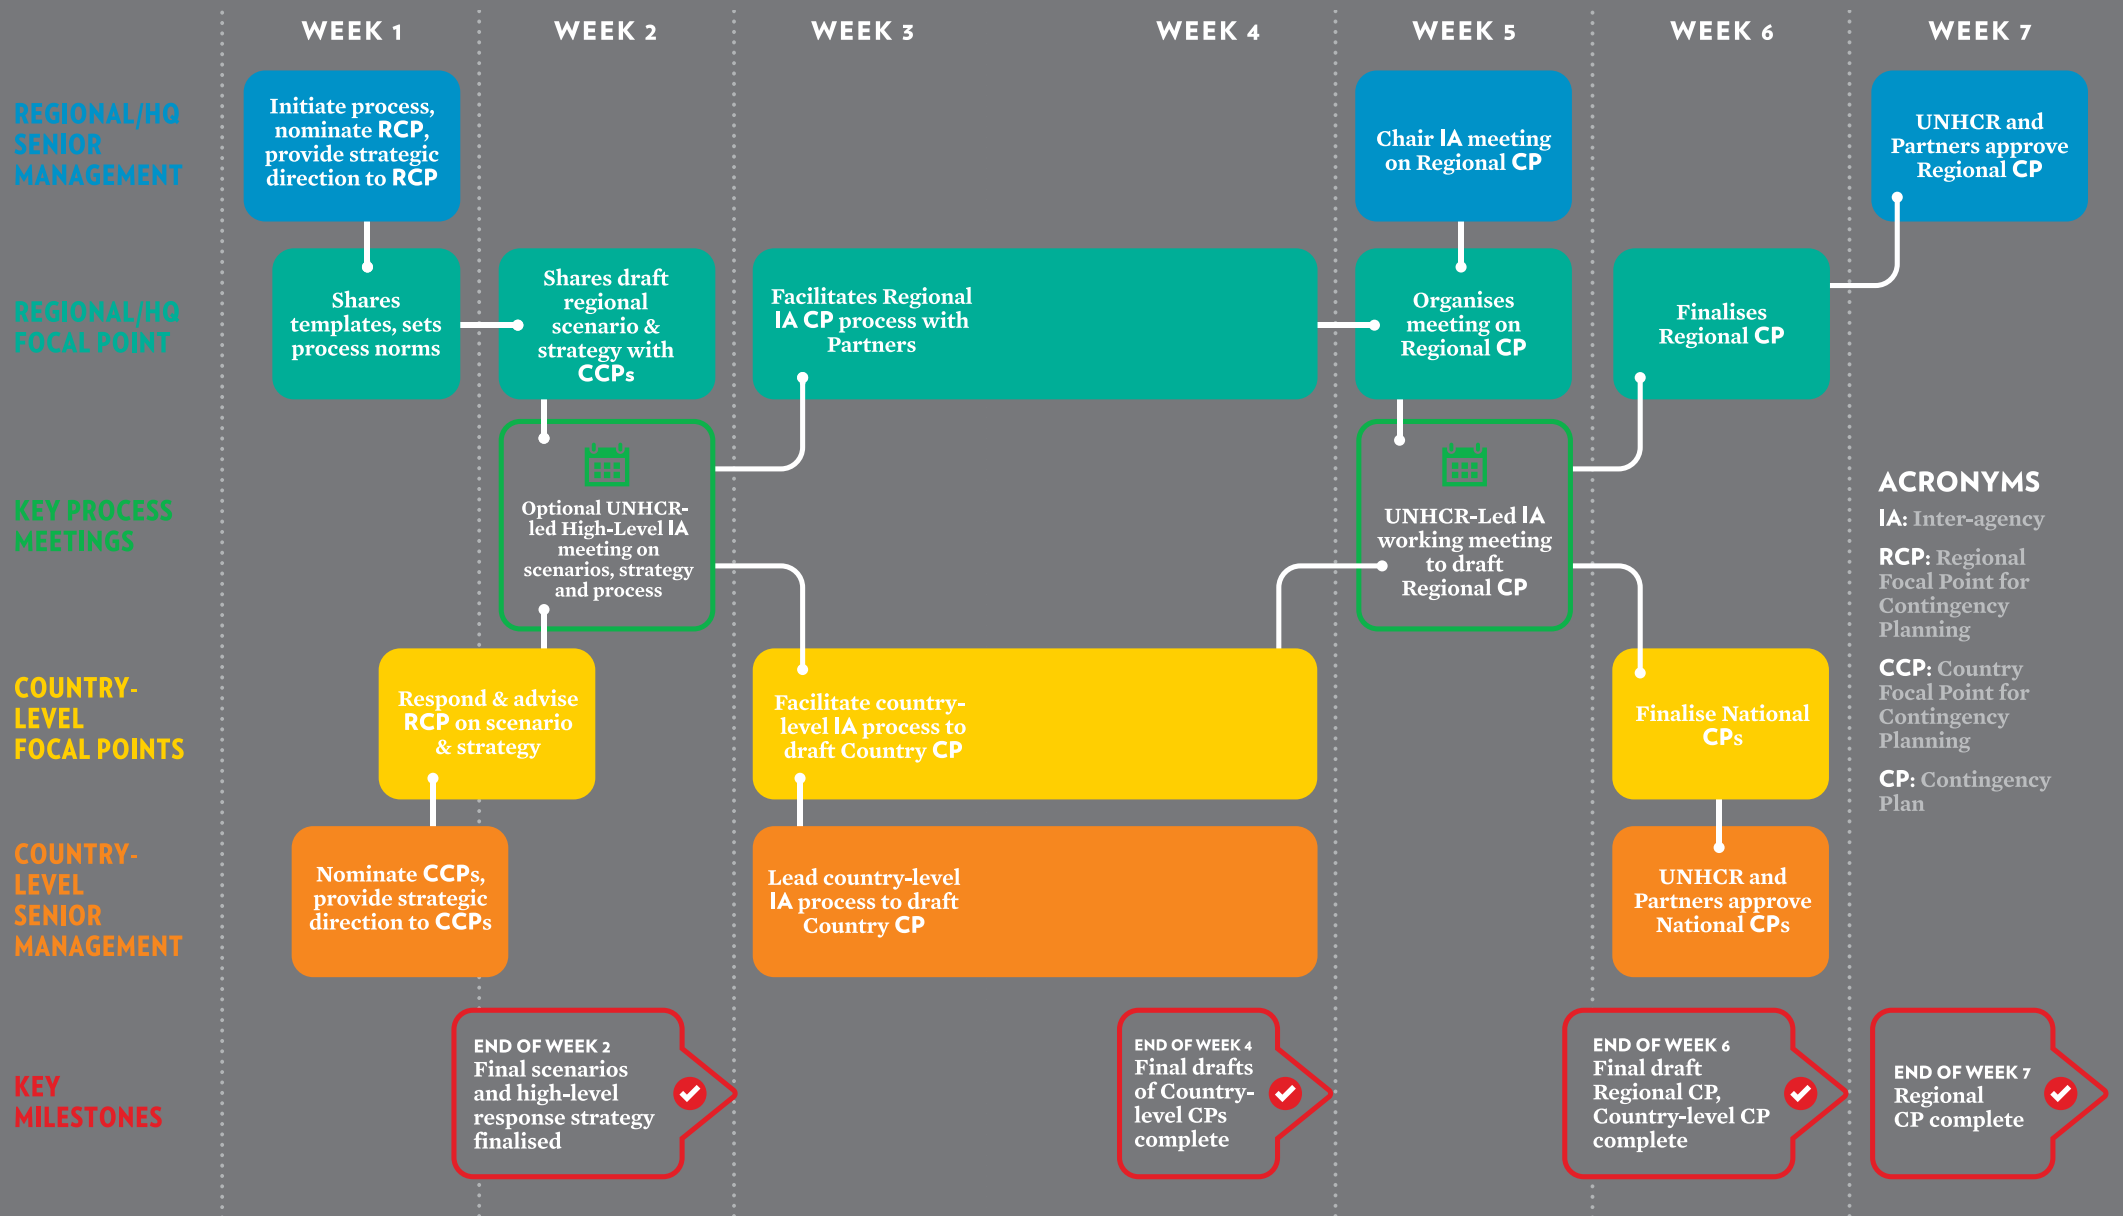 WEEK 1
WEEK 2
WEEK 3
WEEK 4
WEEK 5
WEEK 6
WEEK 7
REGIONAL/HQ
SENIOR
MANAGEMENT
Initiate process,
nominate RCP,
provide strategic
direction to RCP
Chair IA meeting
on Regional CP
UNHCR and
Partners approve
Regional CP
REGIONAL/HQ
FOCAL POINT
Shares
templates, sets
process norms
Shares draft
regional
scenario &
strategy with
CCPs
Facilitates Regional
IA CP process with
Partners
Organises
meeting on
Regional CP
Finalises
Regional CP
KEY PROCESS
MEETINGS
Optional UNHCR-
led High-Level IA
meeting on
scenarios, strategy
and process
UNHCR-Led IA
working meeting
to draft
Regional CP
ACRONYMS
IA: Inter-agency
RCP: Regional
Focal Point for
Contingency
Planning
CCP: Country
Focal Point for
Contingency
Planning
CP: Contingency
Plan
COUNTRY-
LEVEL
FOCAL POINTS
Respond & advise
RCP on scenario
& strategy
Facilitate country-
level IA process to
draft Country CP
Finalise National
CPs
COUNTRY-
LEVEL
SENIOR
MANAGEMENT
Nominate CCPs,
provide strategic
direction to CCPs
Lead country-level
IA process to draft
Country CP
UNHCR and
Partners approve
National CPs
KEY
MILESTONES
END OF WEEK 2
Final scenarios
and high-level
response strategy
finalised
END OF WEEK 4
Final drafts
of Country-
level CPs
complete
END OF WEEK 6
Final draft
Regional CP,
Country-level CP
complete
END OF WEEK 7
Regional
CP complete